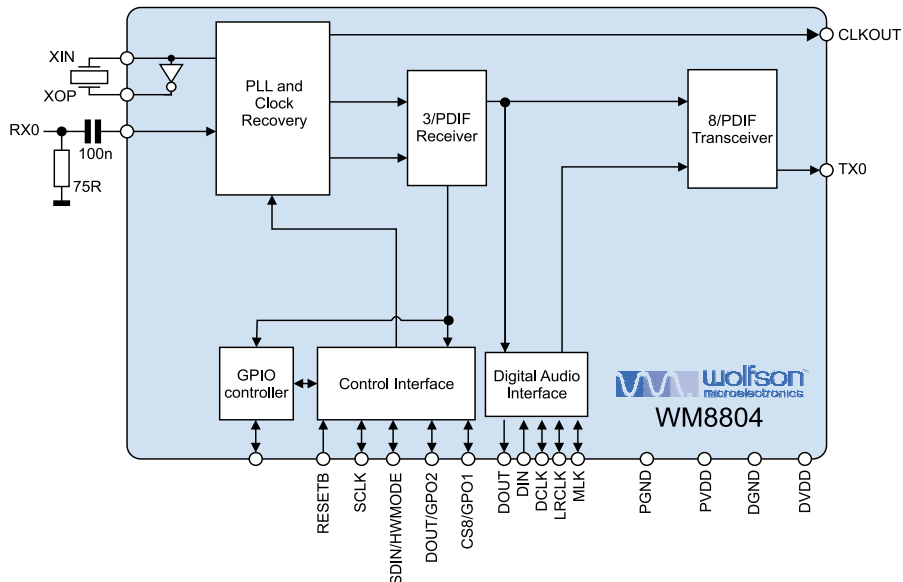 XIN
XOP
RX0
100n
75R
PLL and
Clock
Recovery
3/PDIF
Receiver
8/PDIF
Transceiver
CLKOUT
TX0
GPIO
controller
Control Interface
Digital Audio
Interface
wolfson
microelectronics
WM8804
RESETB
SCLK
SDIN/HWMODE
DOUT/GPO2
CS8/GPO1
DOUT
DIN
DCLK
LRCLK
MLK
PGND
PVDD
DGND
DVDD